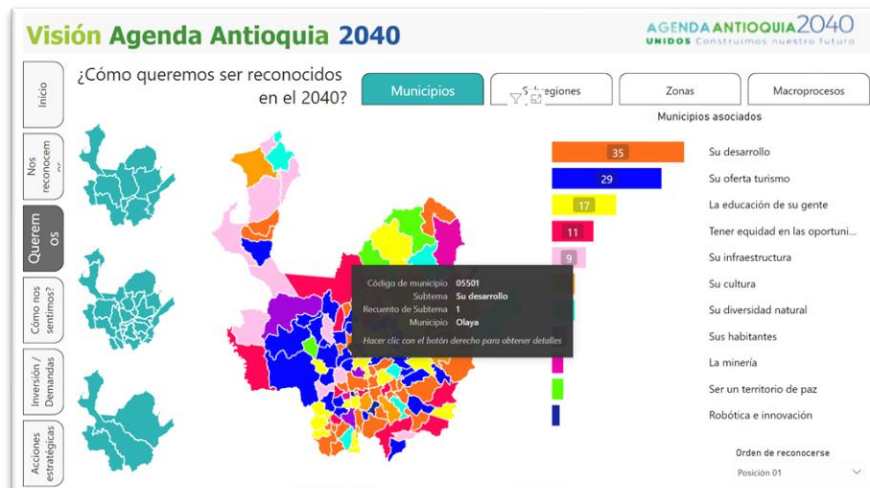 Visión Agenda Antioquia 2040
AGENDA ANTIOQUIA 2040
UNIDOS Construimos nuestro futuro
¿Cómo queremos ser reconocidos
en el 2040?
Municipios
Zonas
Macroprocesos
Inicio
Nos
reconocem
os
Querem
os
Cómo nos
sentimos?
Inversión /
Demandas
Acciones
estratégicas
Municipios asociados
35 Su desarrollo
29 Su oferta turismo
17 La educación de su gente
11 Tener equidad en las oportuni...
9 Su infraestructura
Su cultura
Su diversidad natural
Sus habitantes
La minería
Ser un territorio de paz
Robótica e innovación
Código de municipio 05501
Subtema Su desarrollo
Recuento de Subtema 1
Municipio Olaya
Hacer clic con el botón derecho para obtener detalles
Orden de reconocerse
Posición 01